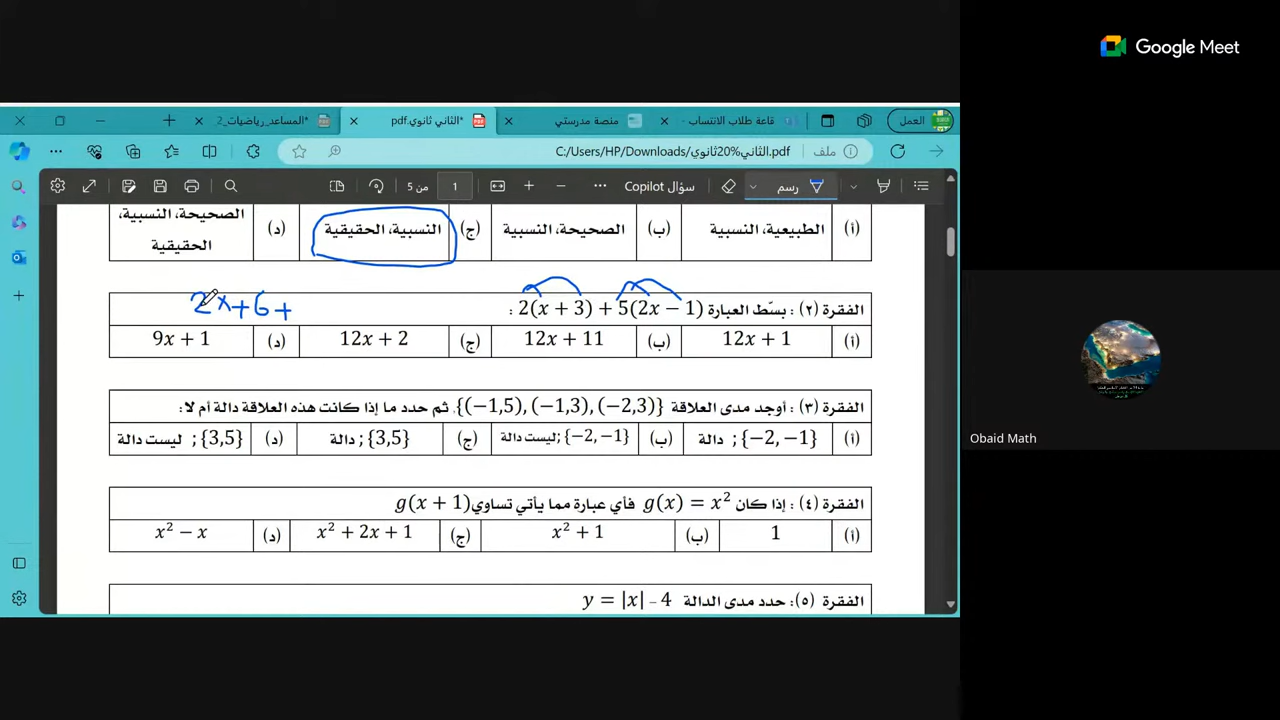 Google Meet
العمل
قاعة طلاب الانتساب -
منصة مدرستي
*الثاني ثانوي.pdf
*المساعد_رياضيات_2
ملف
C:/Users/HP/Downloads/الثاني%20ثانوي.pdf
رسم
سؤال Copilot
1
من 5
(أ) الطبيعية، النسبية (ب) الصحيحة، النسبية (ج) النسبية، الحقيقية (د) الصحيحة، النسبية، الحقيقية
الفقرة (٢) : بسّط العبارة 2(x + 3) + 5(2x − 1) :
2x+6+
(أ) 12x + 1 (ب) 12x + 11 (ج) 12x + 2 (د) 9x + 1
الفقرة (٣) : أوجد مدى العلاقة {(−1,5), (−1,3), (−2,3)}. ثم حدد ما إذا كانت هذه العلاقة دالة أم لا:
(أ) {−2, −1} ; دالة (ب) {−2, −1} ;ليست دالة (ج) {3,5} ; دالة (د) {3,5} ; ليست دالة
الفقرة (٤) : إذا كان g(x) = x² فأي عبارة مما يأتي تساوي g(x + 1)
(أ) 1 (ب) x² + 1 (ج) x² + 2x + 1 (د) x² − x
الفقرة (٥) : حدد مدى الدالة y = |x| − 4
Obaid Math